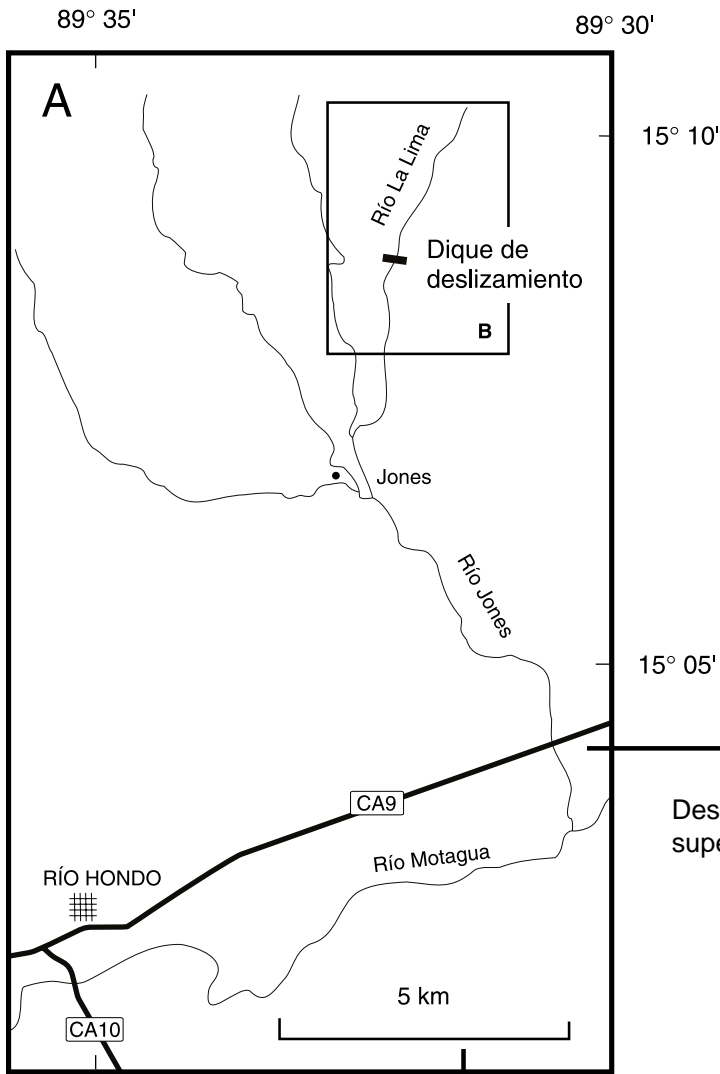 89° 35'
89° 30'
A
15° 10'
Río La Lima
Dique de
deslizamiento
B
Jones
Río Jones
15° 05'
CA9
Río Motagua
RÍO HONDO
5 km
CA10